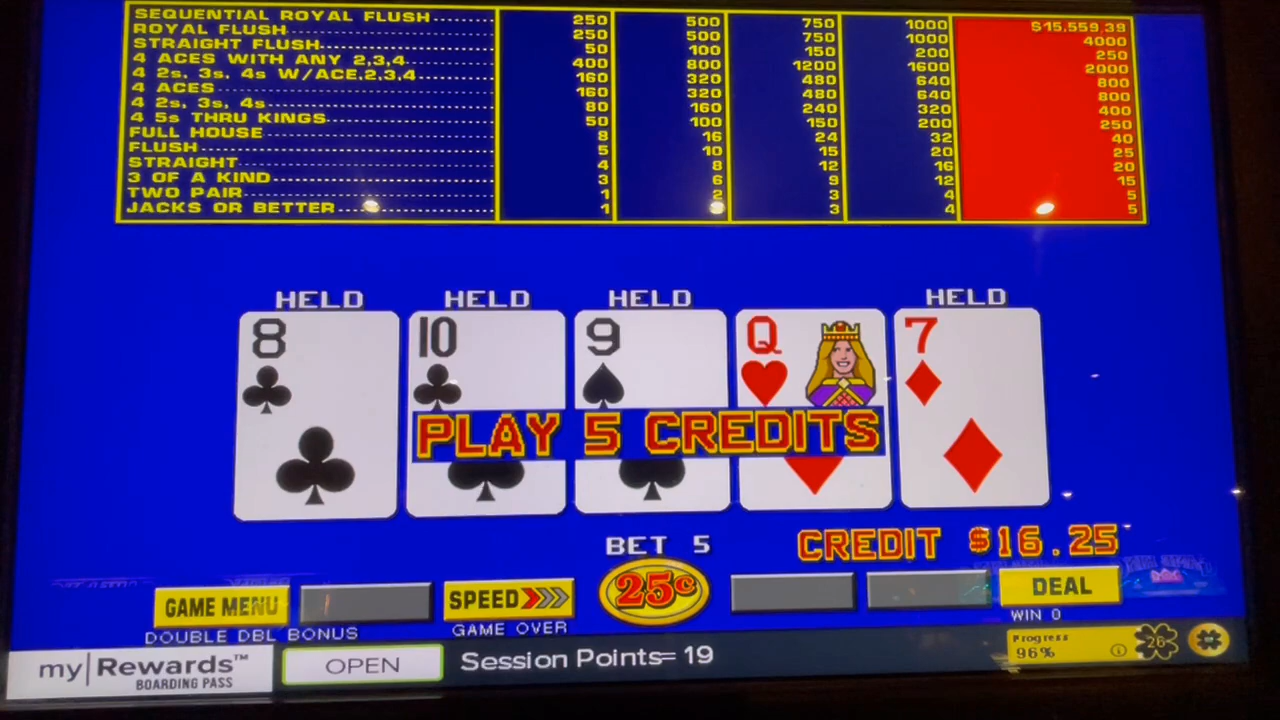 SEQUENTIAL ROYAL FLUSH 250 500 750 1000 $15,559.39
ROYAL FLUSH 250 500 750 1000 4000
STRAIGHT FLUSH 50 100 150 200 250
4 ACES WITH ANY 2,3,4 400 800 1200 1600 2000
4 2s, 3s, 4s W/ACE,2,3,4 160 320 480 640 800
4 ACES 160 320 480 640 800
4 2s, 3s, 4s 80 160 240 320 400
4 5s THRU KINGS 50 100 150 200 250
FULL HOUSE 8 16 24 32 40
FLUSH 5 10 15 20 25
STRAIGHT 4 8 12 16 20
3 OF A KIND 3 6 9 12 15
TWO PAIR 1 2 3 4 5
JACKS OR BETTER 1 2 3 4 5
HELD HELD HELD HELD
8 10 9 Q 7
PLAY 5 CREDITS
BET 5 CREDIT $16.25
GAME MENU SPEED 25¢ DEAL
DOUBLE DBL BONUS GAME OVER WIN 0
my|Rewards™ OPEN Session Points= 19 Progress 26
BOARDING PASS 96%